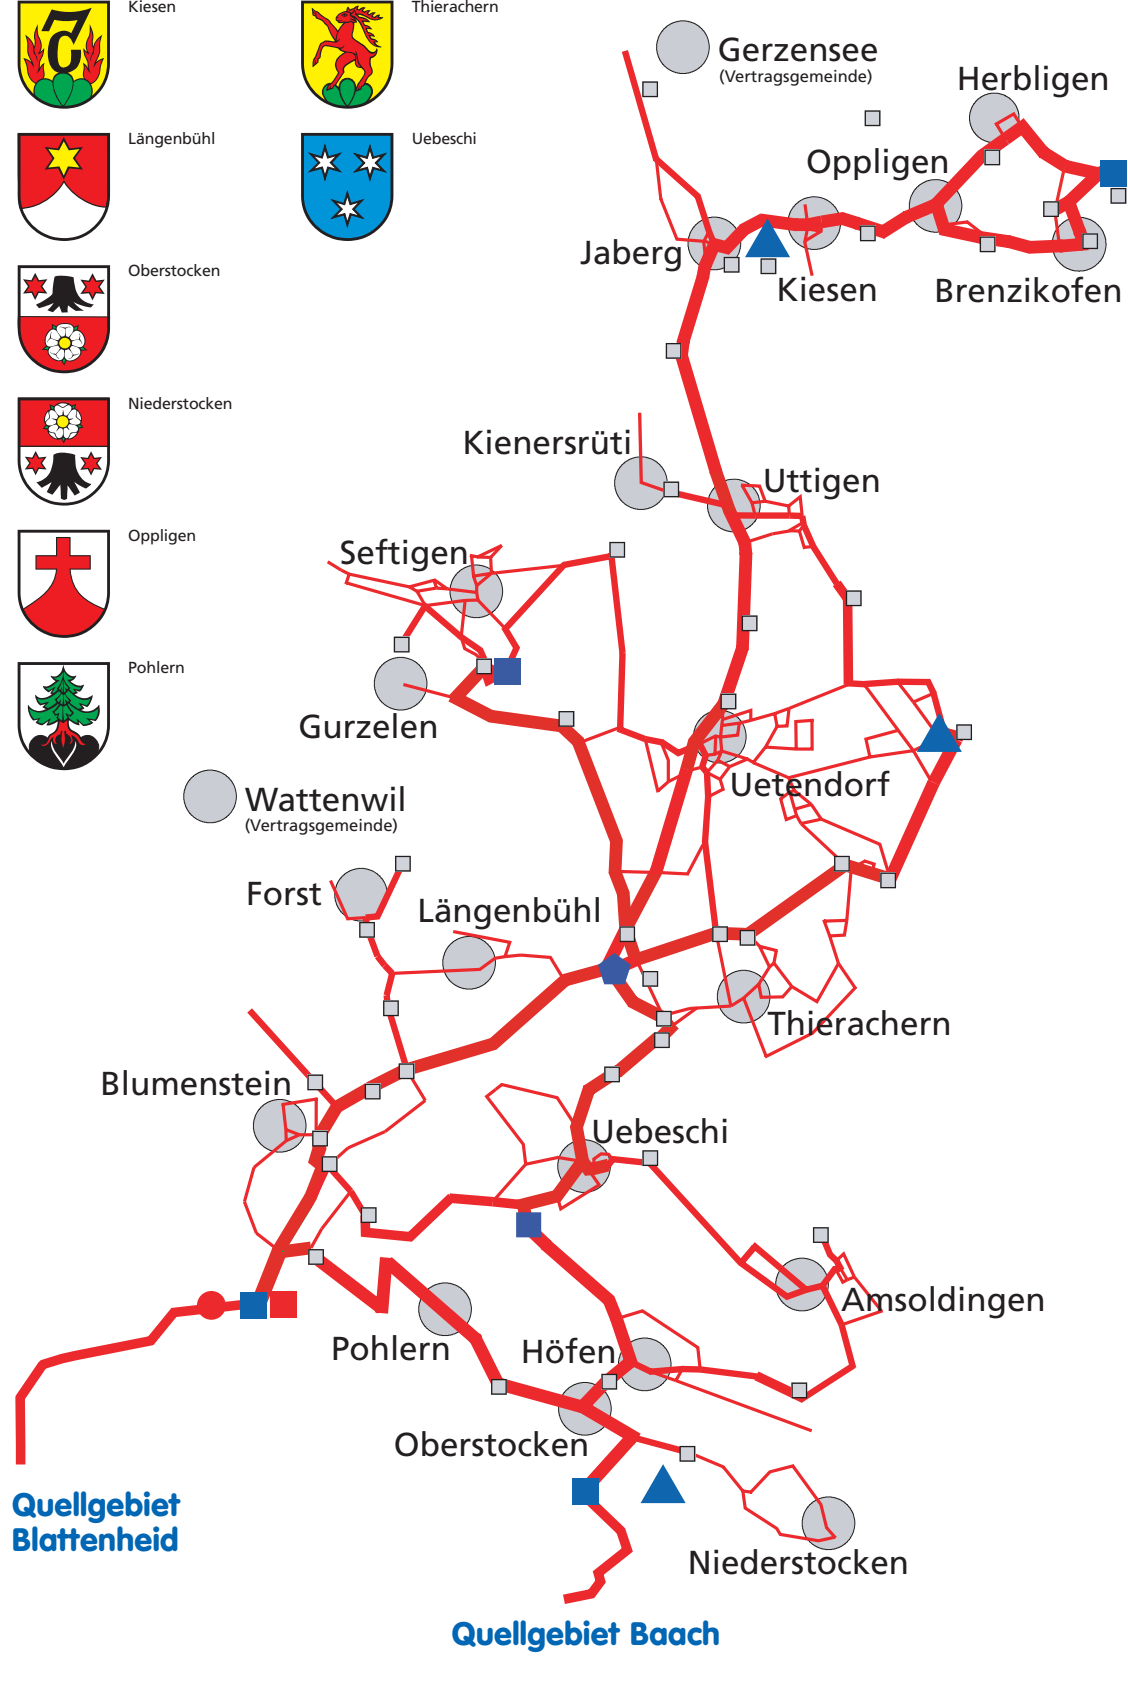 Kiesen
Thierachern
Längenbühl
Uebeschi
Oberstocken
Niederstocken
Oppligen
Pohlern
Gerzensee
(Vertragsgemeinde)
Herbligen
Oppligen
Jaberg
Kiesen
Brenzikofen
Kienersrüti
Uttigen
Seftigen
Gurzelen
Uetendorf
Wattenwil
(Vertragsgemeinde)
Forst
Längenbühl
Thierachern
Blumenstein
Uebeschi
Amsoldingen
Pohlern
Höfen
Oberstocken
Quellgebiet
Blattenheid
Niederstocken
Quellgebiet Baach